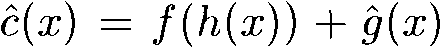 ĉ(x) = f(h(x)) + ĝ(x)